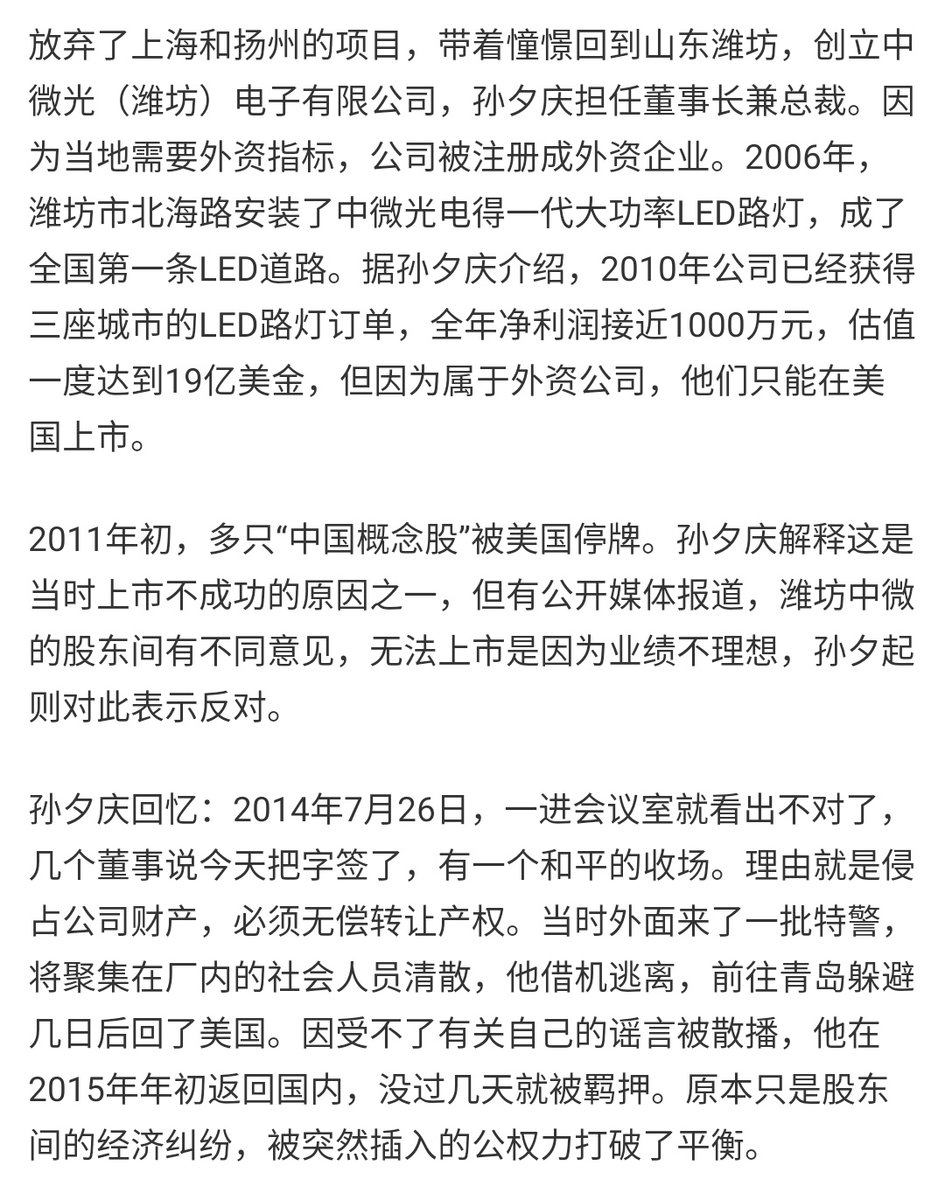 放弃了上海和扬州的项目，带着憧憬回到山东潍坊，创立中
微光（潍坊）电子有限公司，孙夕庆担任董事长兼总裁。因
为当地需要外资指标，公司被注册成外资企业。2006年，
潍坊市北海路安装了中微光电得一代大功率LED路灯，成了
全国第一条LED道路。据孙夕庆介绍，2010年公司已经获得
三座城市的LED路灯订单，全年净利润接近1000万元，估值
一度达到19亿美金，但因为属于外资公司，他们只能在美
国上市。
2011年初，多只“中国概念股”被美国停牌。孙夕庆解释这是
当时上市不成功的原因之一，但有公开媒体报道，潍坊中微
的股东间有不同意见，无法上市是因为业绩不理想，孙夕起
则对此表示反对。
孙夕庆回忆：2014年7月26日，一进会议室就看出不对了，
几个董事说今天把字签了，有一个和平的收场。理由就是侵
占公司财产，必须无偿转让产权。当时外面来了一批特警，
将聚集在厂内的社会人员清散，他借机逃离，前往青岛躲避
几日后回了美国。因受不了有关自己的谣言被散播，他在
2015年年初返回国内，没过几天就被羁押。原本只是股东
间的经济纠纷，被突然插入的公权力打破了平衡。